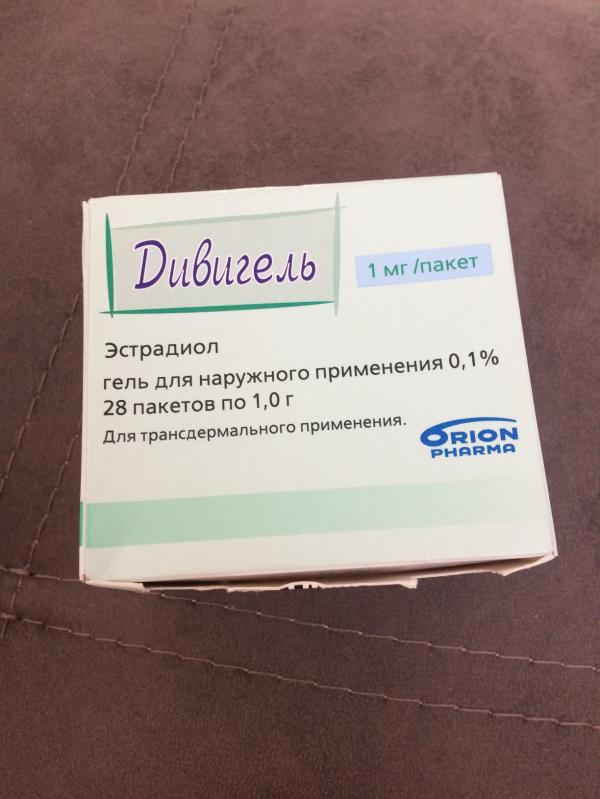 Дивигель
1 мг /пакет
Эстрадиол
гель для наружного применения 0,1%
28 пакетов по 1,0 г
Для трансдермального применения.
ORION
PHARMA